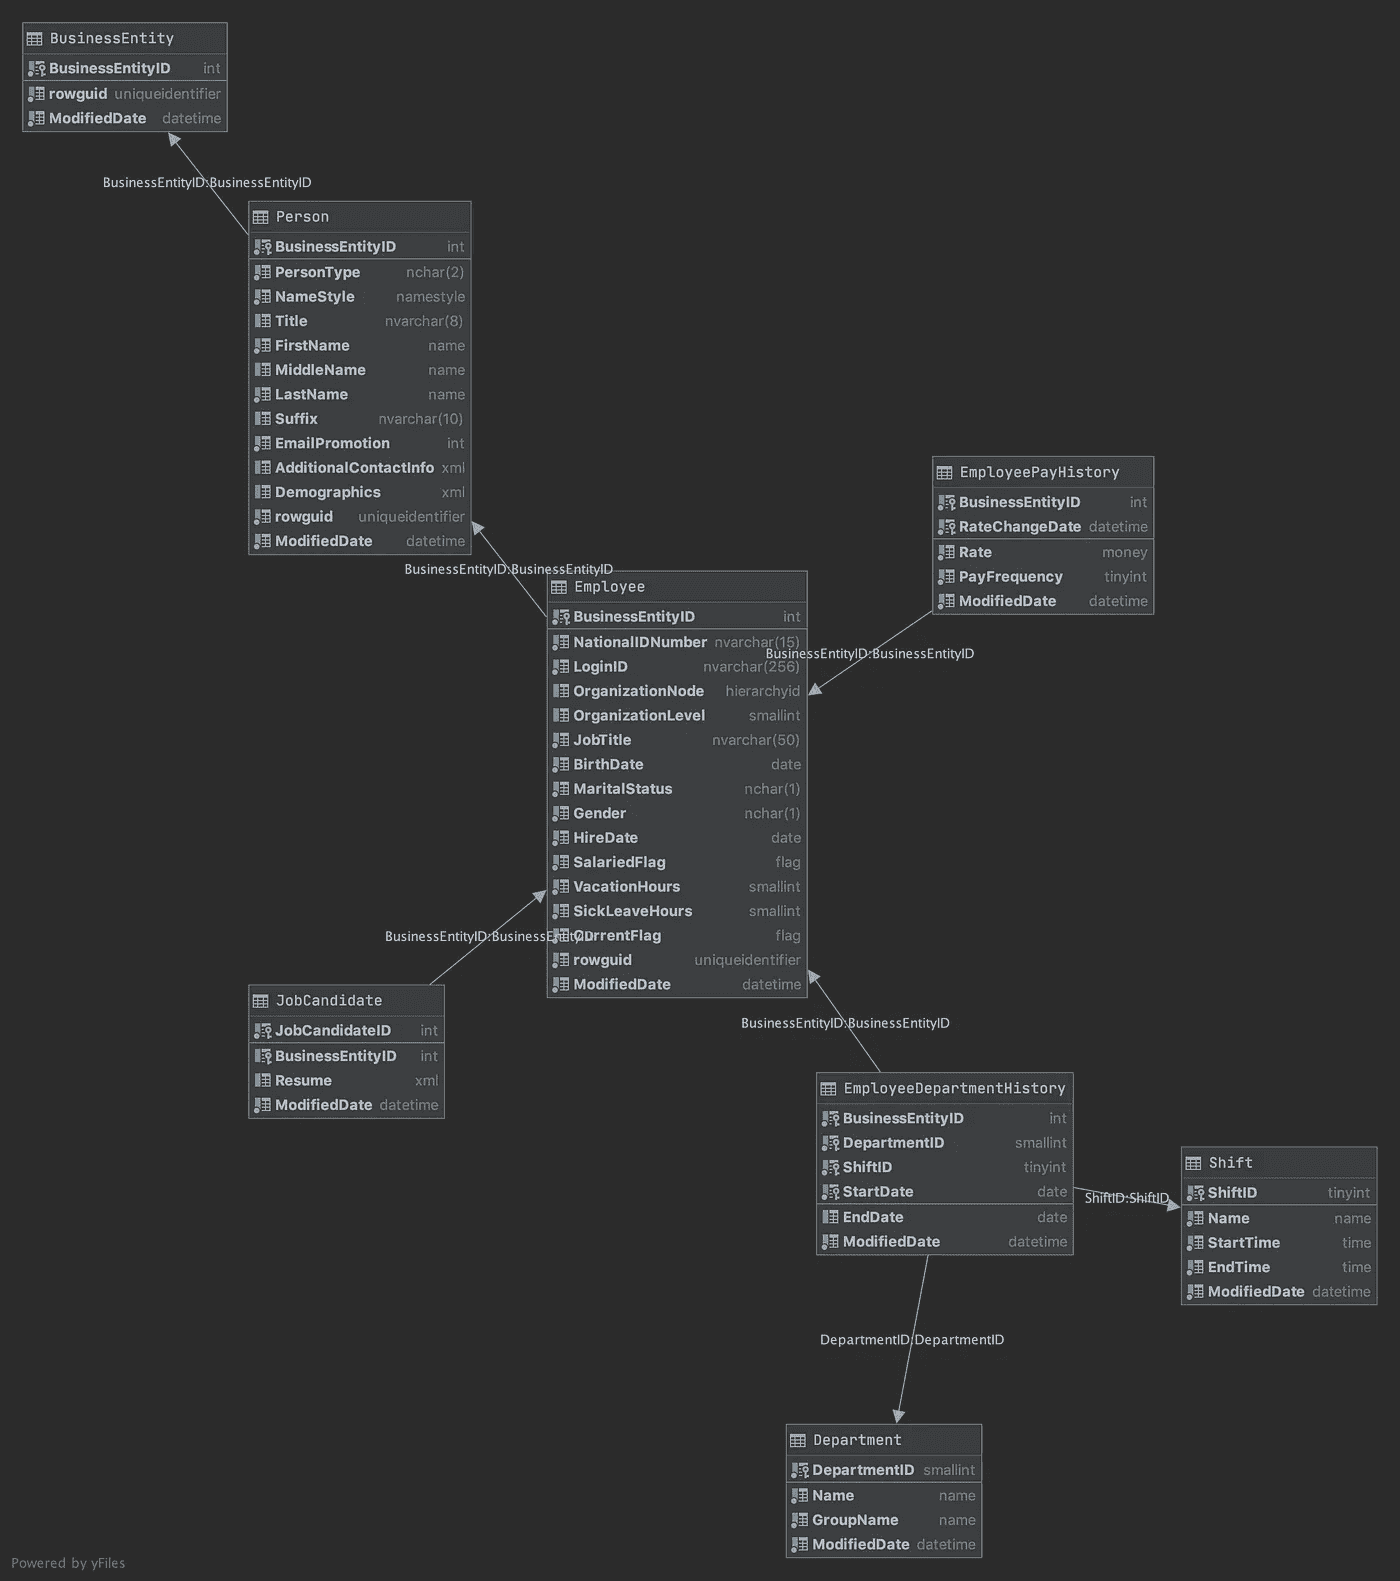 BusinessEntity
BusinessEntityID int
rowguid uniqueidentifier
ModifiedDate datetime
BusinessEntityID:BusinessEntityID
Person
BusinessEntityID int
PersonType nchar(2)
NameStyle namestyle
Title nvarchar(8)
FirstName name
MiddleName name
LastName name
Suffix nvarchar(10)
EmailPromotion int
AdditionalContactInfo xml
Demographics xml
rowguid uniqueidentifier
ModifiedDate datetime
BusinessEntityID:BusinessEntityID
EmployeePayHistory
BusinessEntityID int
RateChangeDate datetime
Rate money
PayFrequency tinyint
ModifiedDate datetime
BusinessEntityID:BusinessEntityID
Employee
BusinessEntityID int
NationalIDNumber nvarchar(15)
LoginID nvarchar(256)
OrganizationNode hierarchyid
OrganizationLevel smallint
JobTitle nvarchar(50)
BirthDate date
MaritalStatus nchar(1)
Gender nchar(1)
HireDate date
SalariedFlag flag
VacationHours smallint
SickLeaveHours smallint
CurrentFlag flag
rowguid uniqueidentifier
ModifiedDate datetime
BusinessEntityID:BusinessEntityID
JobCandidate
JobCandidateID int
BusinessEntityID int
Resume xml
ModifiedDate datetime
BusinessEntityID:BusinessEntityID
EmployeeDepartmentHistory
BusinessEntityID int
DepartmentID smallint
ShiftID tinyint
StartDate date
EndDate date
ModifiedDate datetime
ShiftID:ShiftID
Shift
ShiftID tinyint
Name name
StartTime time
EndTime time
ModifiedDate datetime
DepartmentID:DepartmentID
Department
DepartmentID smallint
Name name
GroupName name
ModifiedDate datetime
Powered by yFiles